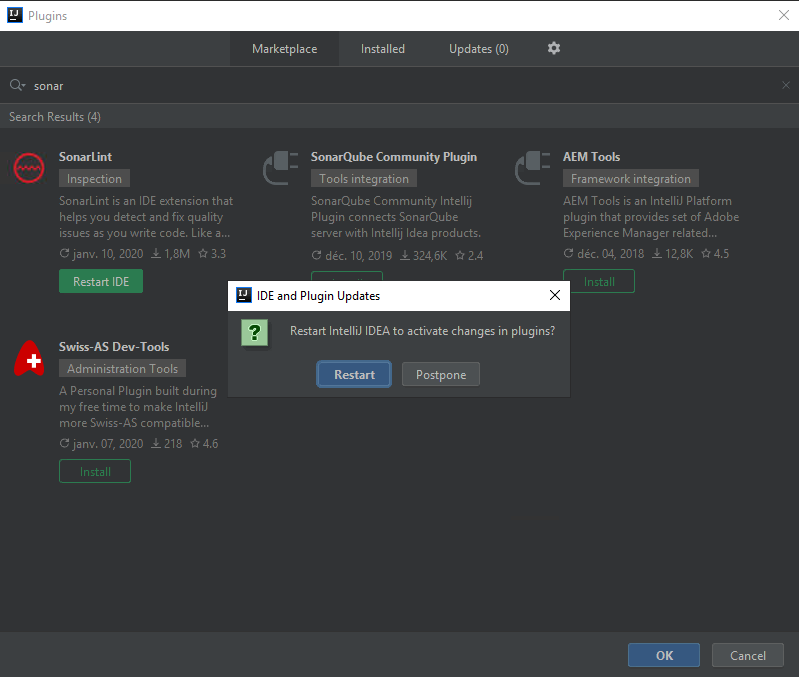 IJ Plugins
Marketplace Installed Updates (0)
sonar
Search Results (4)
SonarLint
Inspection
SonarLint is an IDE extension that
helps you detect and fix quality
issues as you write code. Like a...
janv. 10, 2020 1,8M 3.3
Restart IDE
SonarQube Community Plugin
Tools integration
SonarQube Community Intellij
Plugin connects SonarQube
server with Intellij Idea products.
déc. 10, 2019 324,6K 2.4
AEM Tools
Framework integration
AEM Tools is an IntelliJ Platform
plugin that provides set of Adobe
Experience Manager related...
déc. 04, 2018 12,8K 4.5
Install
IJ IDE and Plugin Updates
? Restart IntelliJ IDEA to activate changes in plugins?
Restart Postpone
Swiss-AS Dev-Tools
Administration Tools
A Personal Plugin built during
my free time to make IntelliJ
more Swiss-AS compatible...
janv. 07, 2020 218 4.6
Install
OK Cancel